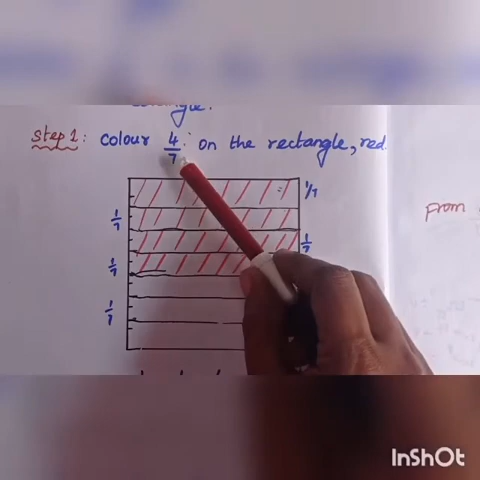 rectangle.
Step 1: Colour 4/7 on the rectangle, red.
1/7
1/7
1/7
1/7
1/7
From
InShOt